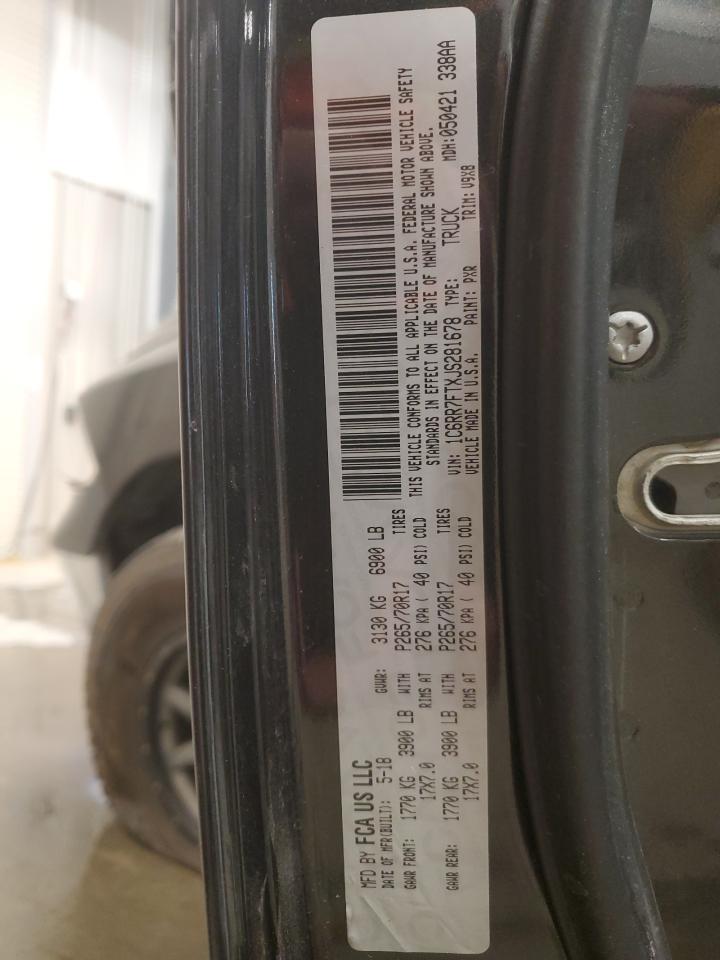 MFD BY FCA US LLC
DATE OF MFR(BUILT): 5-18 GVWR: 3130 KG 6900 LB
GAWR FRONT: 1770 KG 3900 LB WITH P265/70R17 TIRES
17X7.0 RIMS AT 276 KPA ( 40 PSI) COLD
GAWR REAR: 1770 KG 3900 LB WITH P265/70R17 TIRES
17X7.0 RIMS AT 276 KPA ( 40 PSI) COLD
THIS VEHICLE CONFORMS TO ALL APPLICABLE U.S.A. FEDERAL MOTOR VEHICLE SAFETY
STANDARDS IN EFFECT ON THE DATE OF MANUFACTURE SHOWN ABOVE.
VIN: 1C6RR7FTXJS281678 TYPE: TRUCK MDH:050421 338AA
VEHICLE MADE IN U.S.A. PAINT: PXR TRIM: V9X8